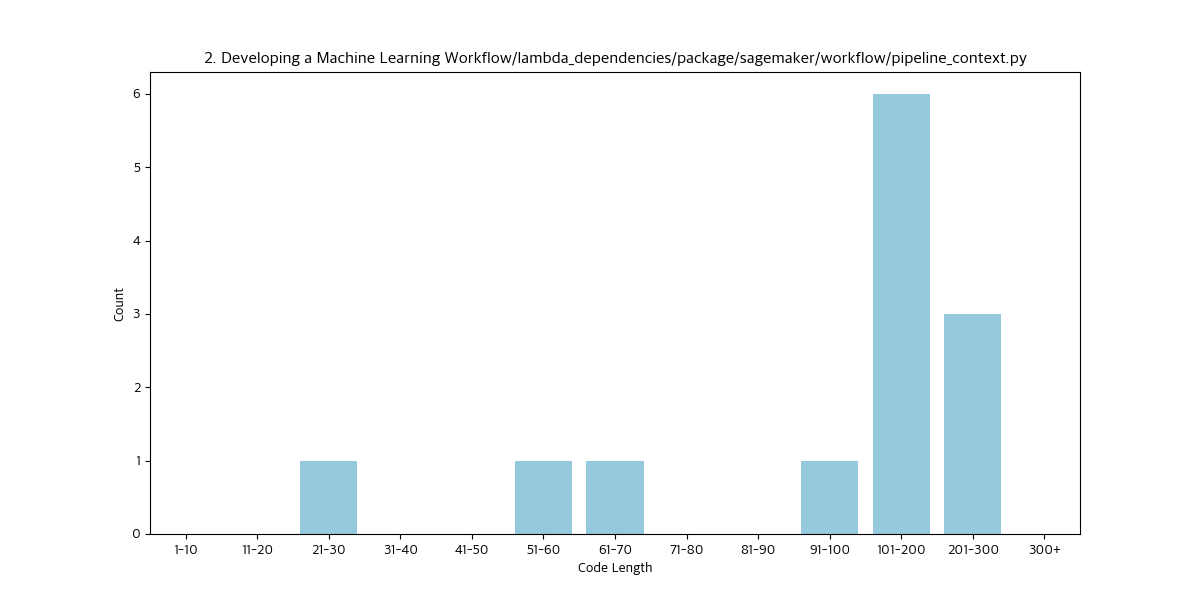 2. Developing a Machine Learning Workflow/lambda_dependencies/package/sagemaker/workflow/pipeline_context.py
6
5
4
3
2
1
0
Count
1-10 11-20 21-30 31-40 41-50 51-60 61-70 71-80 81-90 91-100 101-200 201-300 300+
Code Length